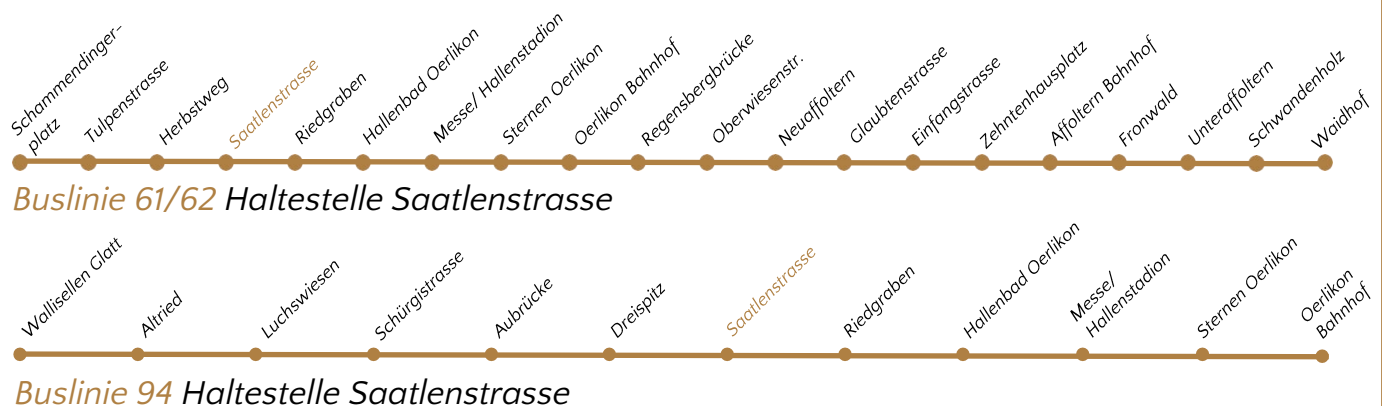 Schammendinger-
platz
Tulpenstrasse
Herbstweg
Saatlenstrasse
Riedgraben
Hallenbad Oerlikon
Messe/ Hallenstadion
Sternen Oerlikon
Oerlikon Bahnhof
Regensbergbrücke
Oberwiesenstr.
Neuaffoltern
Glaubtenstrasse
Einfangstrasse
Zehntenhausplatz
Affoltern Bahnhof
Fronwald
Unteraffoltern
Schwandenholz
Waidhof
Buslinie 61/62 Haltestelle Saatlenstrasse
Wallisellen Glatt
Altried
Luchswiesen
Schürgistrasse
Aubrücke
Dreispitz
Saatlenstrasse
Riedgraben
Hallenbad Oerlikon
Messe/
Hallenstadion
Sternen Oerlikon
Oerlikon
Bahnhof
Buslinie 94 Haltestelle Saatlenstrasse